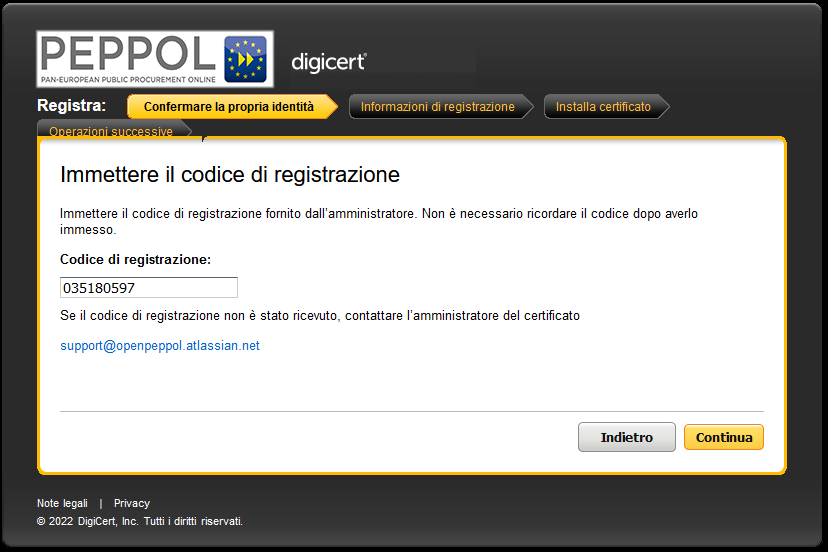 PEPPOL
PAN-EUROPEAN PUBLIC PROCUREMENT ONLINE
digicert®
Registra: Confermare la propria identità Informazioni di registrazione Installa certificato
Operazioni successive
Immettere il codice di registrazione
Immettere il codice di registrazione fornito dall'amministratore. Non è necessario ricordare il codice dopo averlo
immesso.
Codice di registrazione:
035180597
Se il codice di registrazione non è stato ricevuto, contattare l'amministratore del certificato
support@openpeppol.atlassian.net
Indietro Continua
Note legali | Privacy
© 2022 DigiCert, Inc. Tutti i diritti riservati.